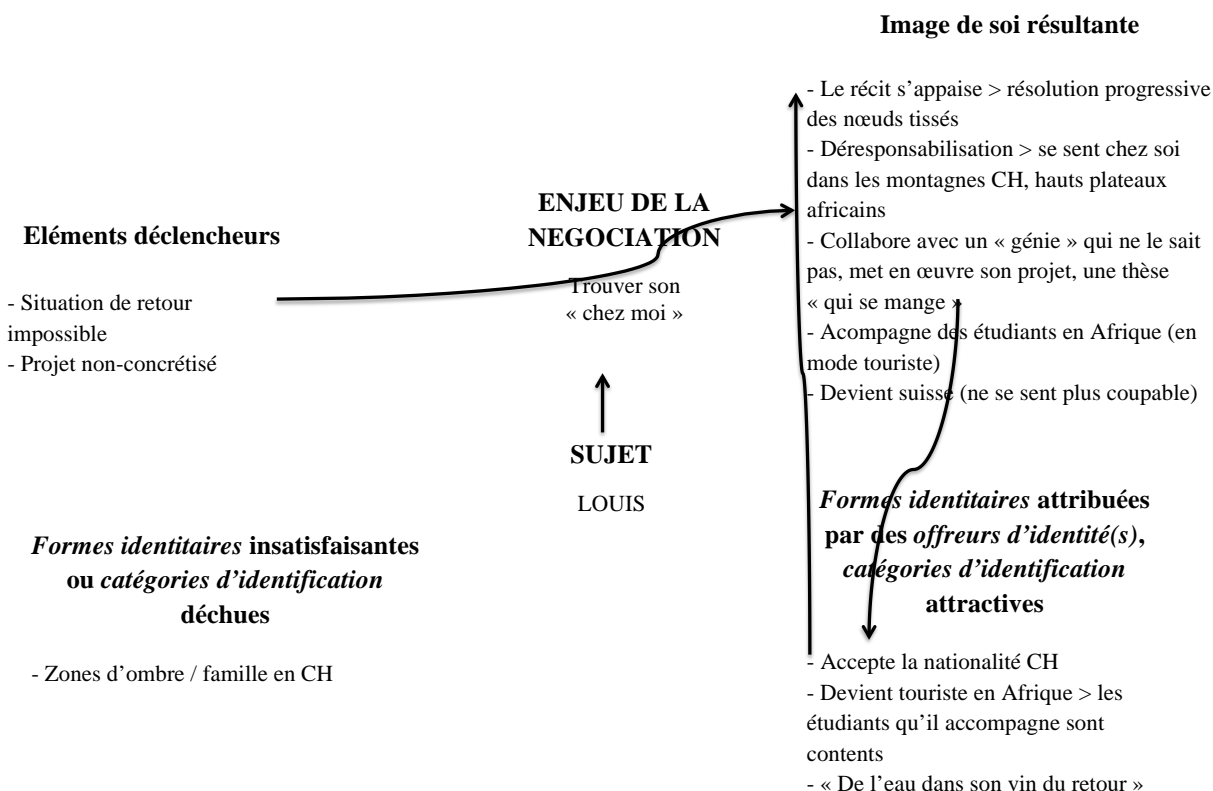 Image de soi résultante
- Le récit s’appaise > résolution progressive
des nœuds tissés
- Déresponsabilisation > se sent chez soi
dans les montagnes CH, hauts plateaux
africains
- Collabore avec un « génie » qui ne le sait
pas, met en œuvre son projet, une thèse
« qui se mange »
- Acompagne des étudiants en Afrique (en
mode touriste)
- Devient suisse (ne se sent plus coupable)
ENJEU DE LA
NEGOCIATION
Trouver son
« chez moi »
Eléments déclencheurs
- Situation de retour
impossible
- Projet non-concrétisé
SUJET
LOUIS
Formes identitaires insatisfaisantes
ou catégories d’identification
déchues
- Zones d’ombre / famille en CH
Formes identitaires attribuées
par des offreurs d’identité(s),
catégories d’identification
attractives
- Accepte la nationalité CH
- Devient touriste en Afrique > les
étudiants qu’il accompagne sont
contents
- « De l’eau dans son vin du retour »